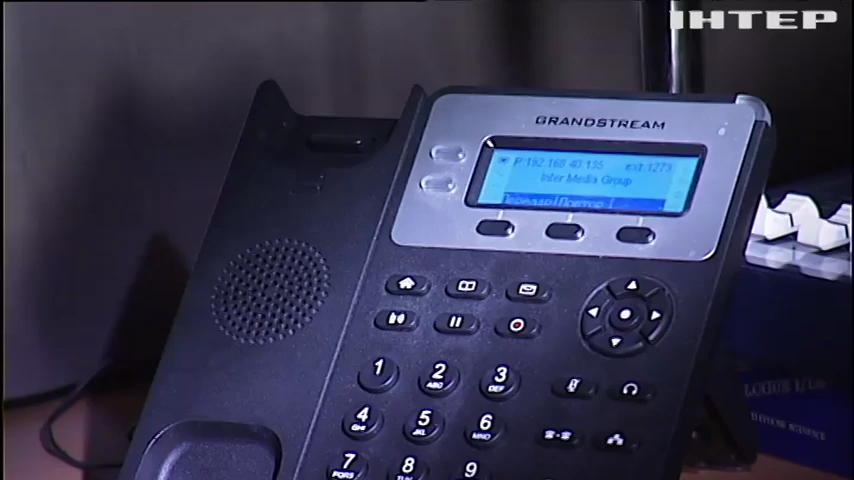 ІНТЕР
GRANDSTREAM
IP:192.168.40.135 ext:1273
Inter Media Group
Повтор
1 2 ABC 3 DEF
4 GHI 5 JKL 6 MNO
7 PQRS 8 TUV 9